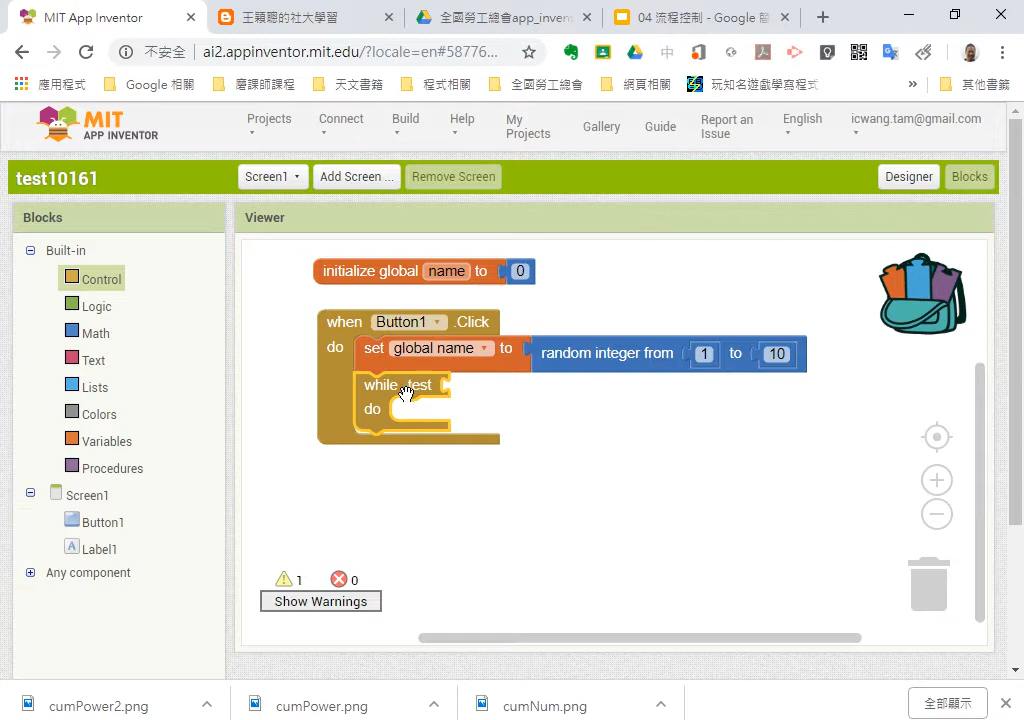 MIT App Inventor
王穎聰的社大學習
全國勞工總會app_inven
04 流程控制 - Google 簡
不安全
ai2.appinventor.mit.edu/?locale=en#58776...
應用程式
Google 相關
磨課師課程
天文書籍
程式相關
全國勞工總會
網頁相關
玩知名遊戲學寫程式
»
其他書籤
MIT
APP INVENTOR
Projects
Connect
Build
Help
My Projects
Gallery
Guide
Report an Issue
English
icwang.tam@gmail.com
test10161
Screen1
Add Screen ...
Remove Screen
Designer
Blocks
Blocks
Viewer
Built-in
Control
Logic
Math
Text
Lists
Colors
Variables
Procedures
Screen1
Button1
Label1
Any component
initialize global name to 0
when Button1 .Click
do set global name to random integer from 1 to 10
while test
do
1 0
Show Warnings
cumPower2.png
cumPower.png
cumNum.png
全部顯示